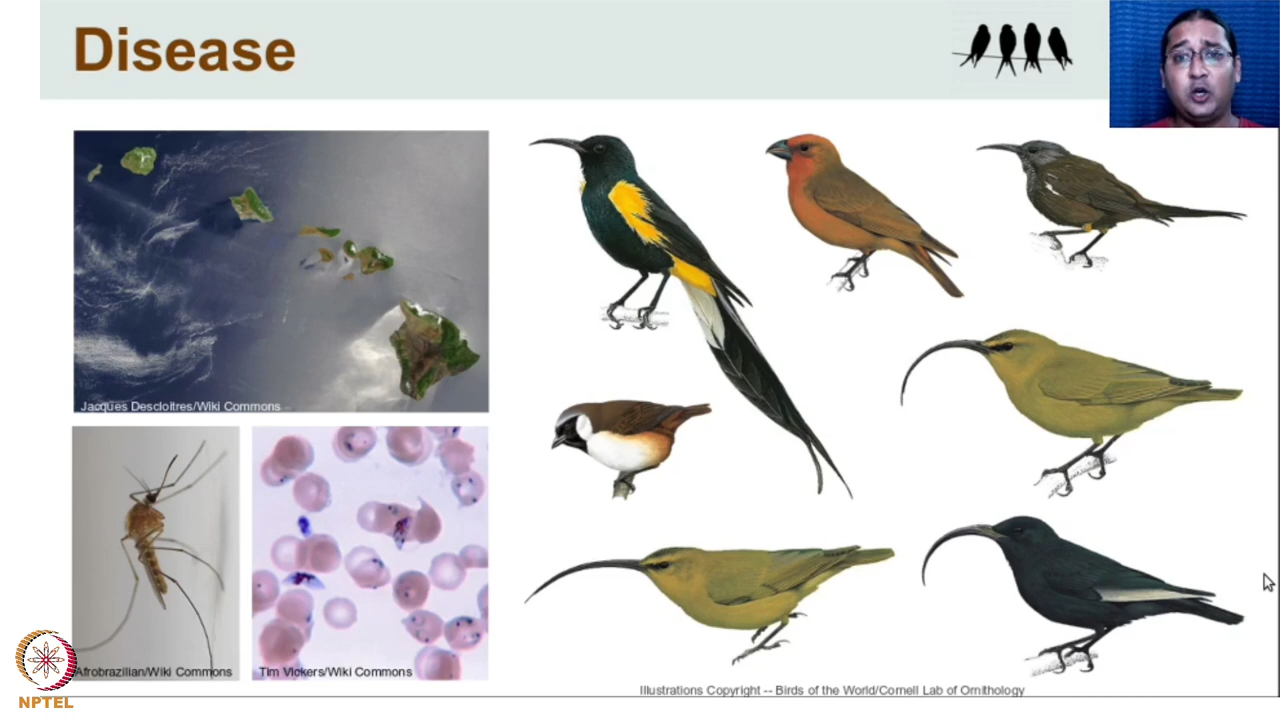 Disease
Jacques Descloitres/Wiki Commons
Afrobrazilian/Wiki Commons
Tim Vickers/Wiki Commons
Illustrations Copyright -- Birds of the World/Cornell Lab of Ornithology
NPTEL